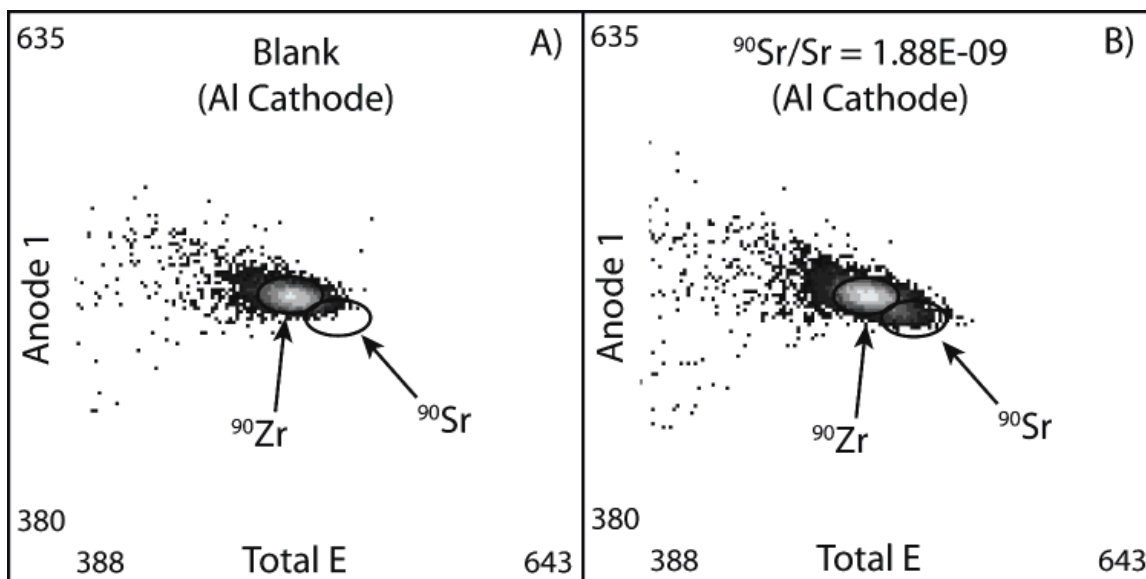 635
Blank
A)
(Al Cathode)
Anode 1
⁹⁰Zr
⁹⁰Sr
380
388
Total E
643
635
⁹⁰Sr/Sr = 1.88E-09
B)
(Al Cathode)
Anode 1
⁹⁰Zr
⁹⁰Sr
380
388
Total E
643